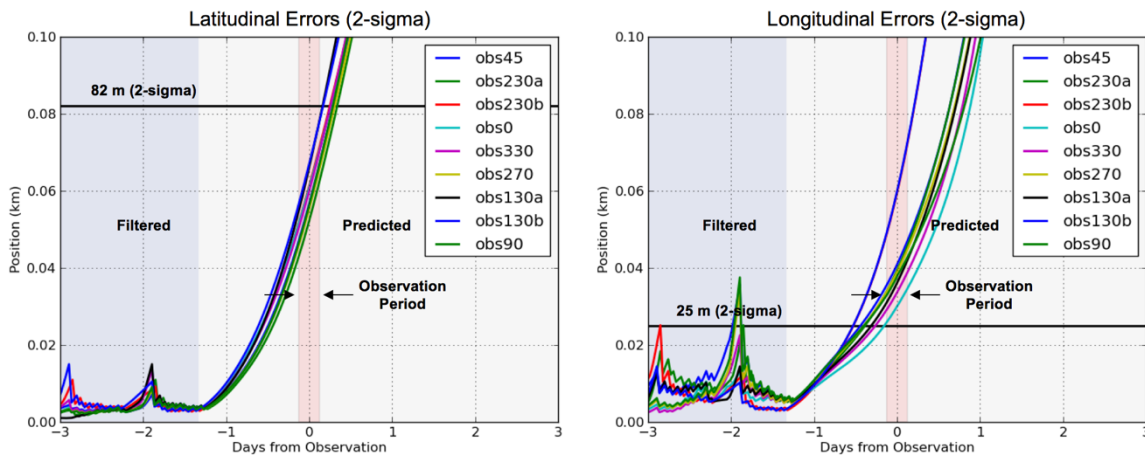 Latitudinal Errors (2-sigma)
0.10
0.08
0.06
0.04
0.02
0.00
Position (km)
82 m (2-sigma)
Filtered
Predicted
Observation
Period
obs45
obs230a
obs230b
obs0
obs330
obs270
obs130a
obs130b
obs90
−3
−2
−1
0
1
2
3
Days from Observation
Longitudinal Errors (2-sigma)
0.10
0.08
0.06
0.04
0.02
0.00
Position (km)
25 m (2-sigma)
Filtered
Predicted
Observation
Period
obs45
obs230a
obs230b
obs0
obs330
obs270
obs130a
obs130b
obs90
−3
−2
−1
0
1
2
3
Days from Observation